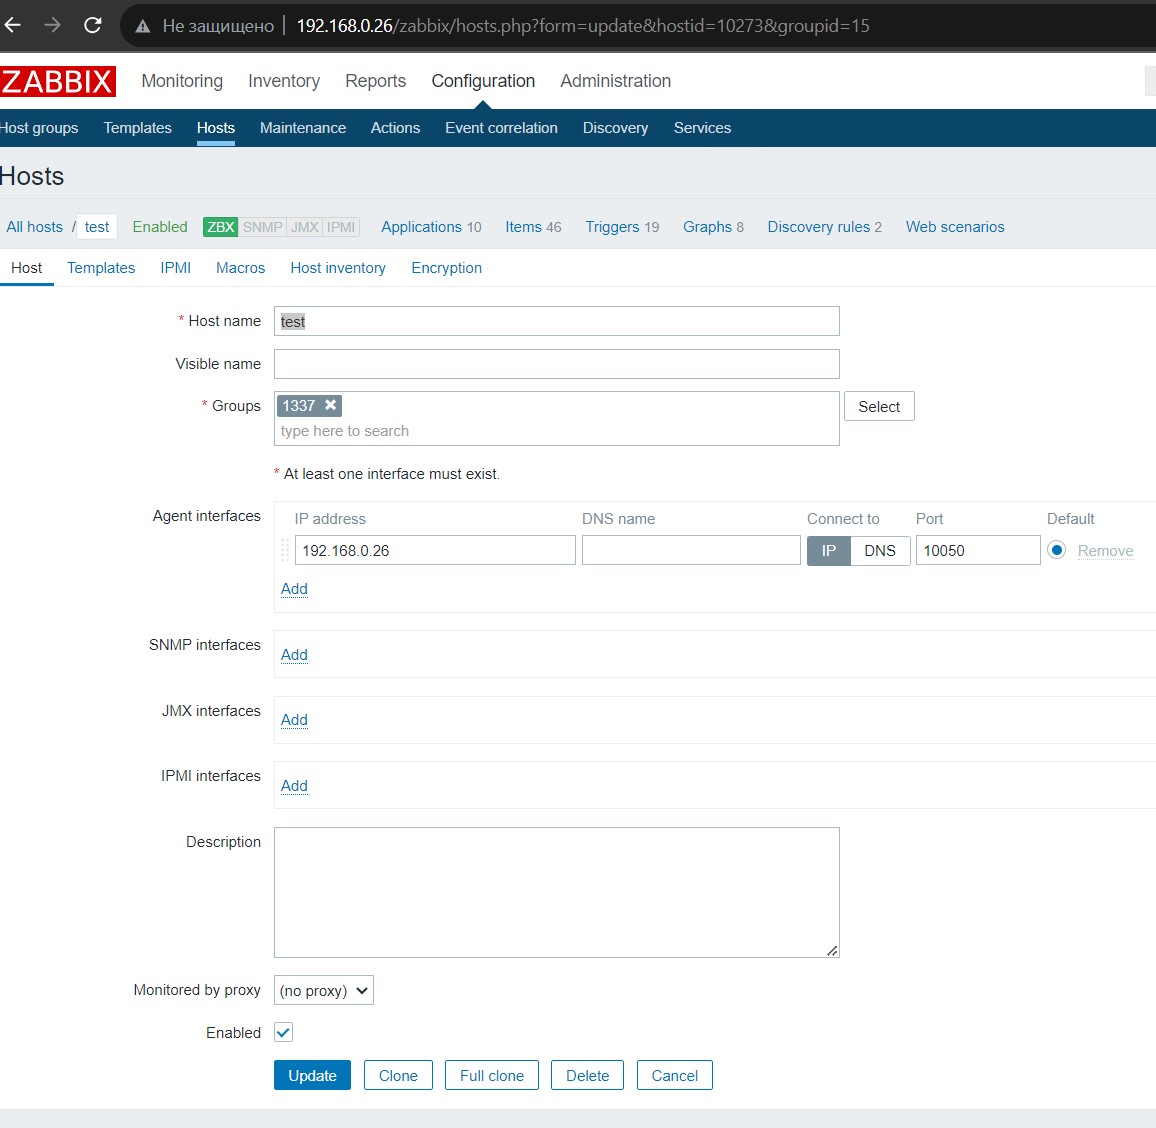 Не защищено 192.168.0.26/zabbix/hosts.php?form=update&hostid=10273&groupid=15
ZABBIX Monitoring Inventory Reports Configuration Administration
Host groups Templates Hosts Maintenance Actions Event correlation Discovery Services
Hosts
All hosts / test Enabled ZBX SNMP JMX IPMI Applications 10 Items 46 Triggers 19 Graphs 8 Discovery rules 2 Web scenarios
Host Templates IPMI Macros Host inventory Encryption
* Host name test
Visible name
* Groups 1337 Select
type here to search
* At least one interface must exist.
Agent interfaces IP address DNS name Connect to Port Default
192.168.0.26 IP DNS 10050 Remove
Add
SNMP interfaces Add
JMX interfaces Add
IPMI interfaces Add
Description
Monitored by proxy (no proxy)
Enabled
Update Clone Full clone Delete Cancel